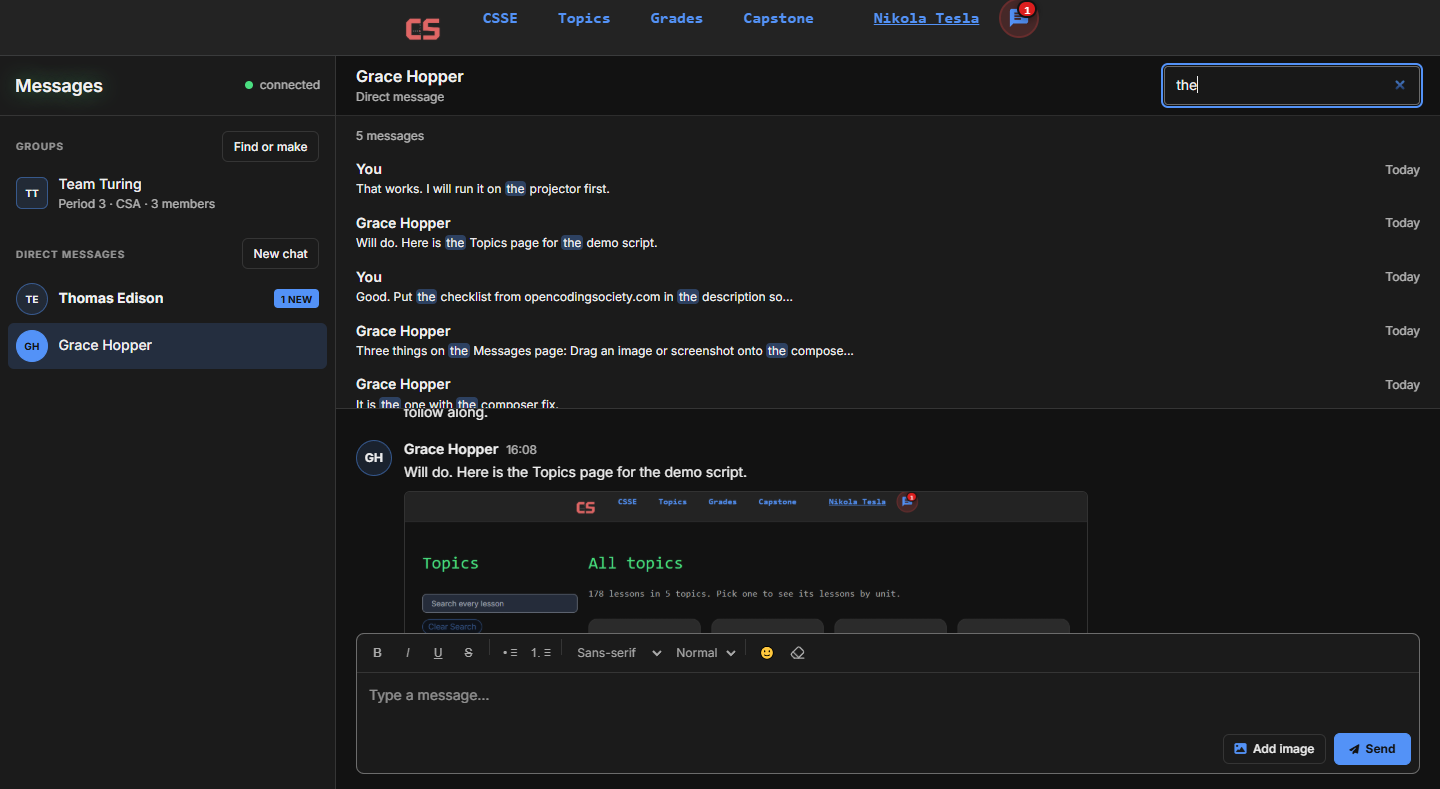 CS
CSSE
Topics
Grades
Capstone
Nikola Tesla
1
Messages
connected
GROUPS
Find or make
TT
Team Turing
Period 3 · CSA · 3 members
DIRECT MESSAGES
New chat
TE
Thomas Edison
1 NEW
GH
Grace Hopper
Grace Hopper
Direct message
the
5 messages
You
Today
That works. I will run it on the projector first.
Grace Hopper
Today
Will do. Here is the Topics page for the demo script.
You
Today
Good. Put the checklist from opencodingsociety.com in the description so...
Grace Hopper
Today
Three things on the Messages page: Drag an image or screenshot onto the compose...
Grace Hopper
Today
It is the one with the composer fix.
follow along.
GH
Grace Hopper 16:08
Will do. Here is the Topics page for the demo script.
CS
CSSE
Topics
Grades
Capstone
Nikola Tesla
1
Topics
All topics
Search every lesson
178 lessons in 5 topics. Pick one to see its lessons by unit.
Clear Search
B I U S 1. Sans-serif Normal
Type a message...
Add image
Send